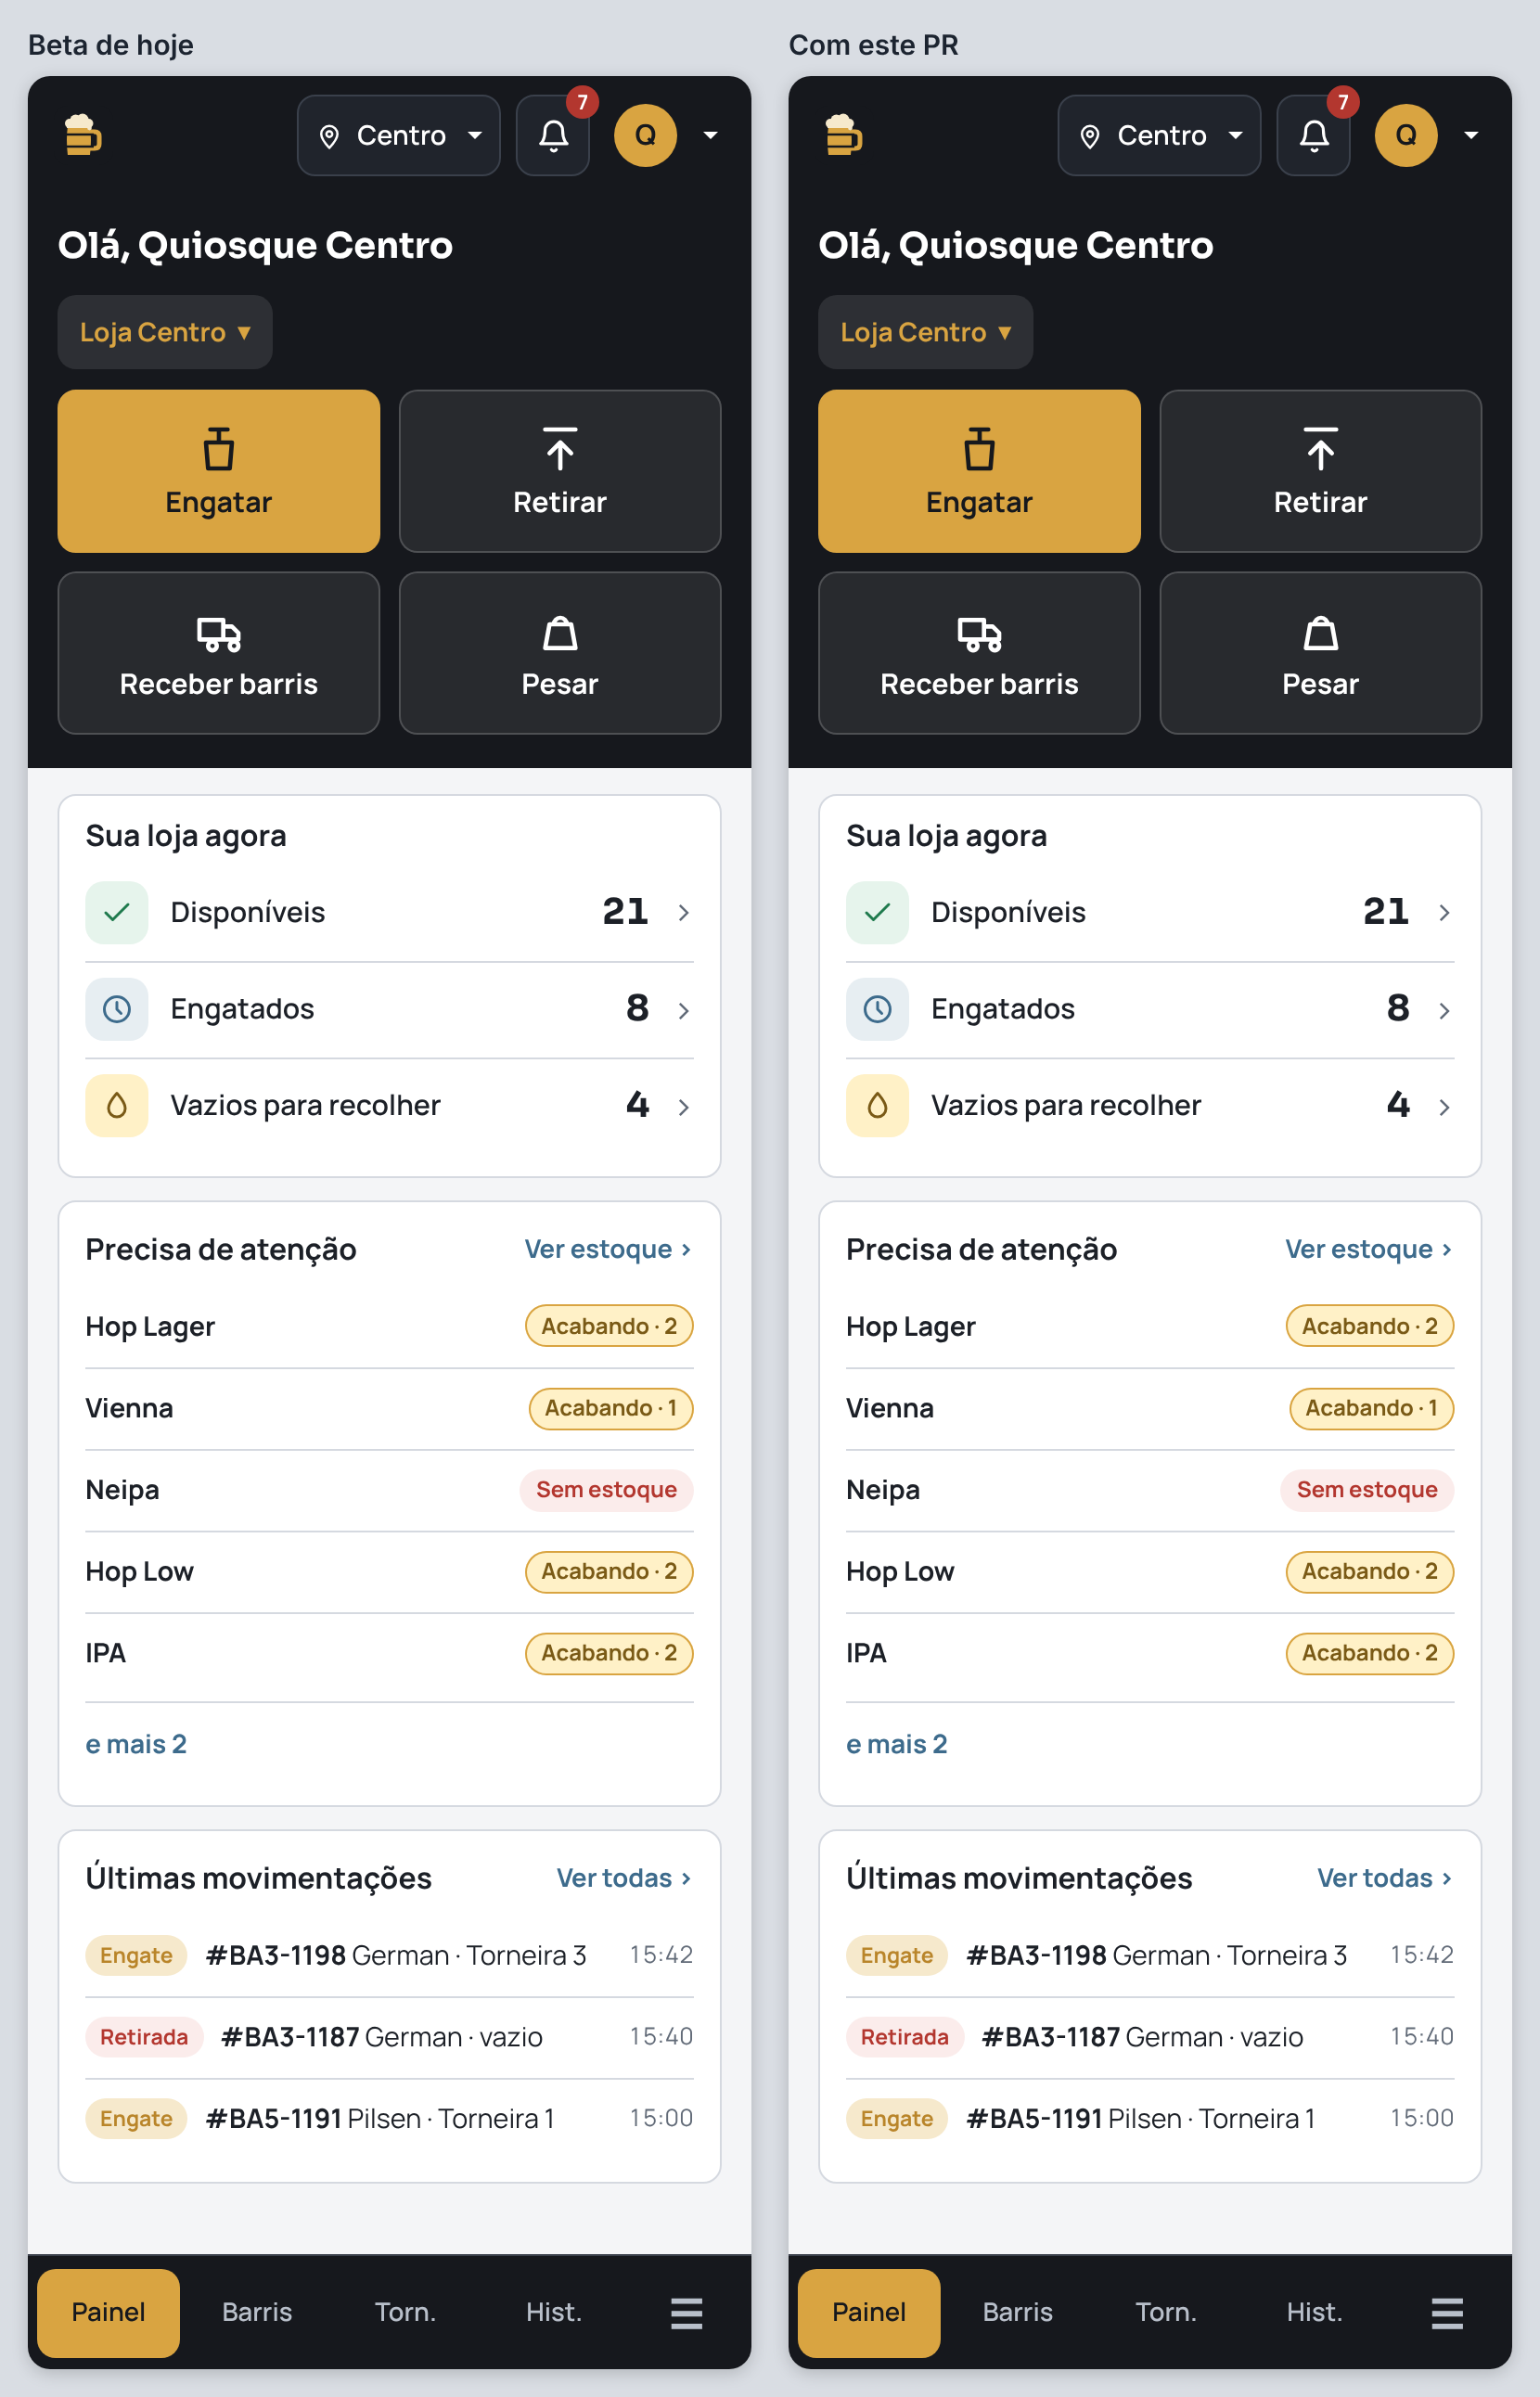 Beta de hoje
7
Centro
Q
Olá, Quiosque Centro
Loja Centro ▾
Engatar
Retirar
Receber barris
Pesar
Sua loja agora
Disponíveis 21
Engatados 8
Vazios para recolher 4
Precisa de atenção Ver estoque ›
Hop Lager Acabando · 2
Vienna Acabando · 1
Neipa Sem estoque
Hop Low Acabando · 2
IPA Acabando · 2
e mais 2
Últimas movimentações Ver todas ›
Engate #BA3-1198 German · Torneira 3 15:42
Retirada #BA3-1187 German · vazio 15:40
Engate #BA5-1191 Pilsen · Torneira 1 15:00
Painel Barris Torn. Hist.
Com este PR
7
Centro
Q
Olá, Quiosque Centro
Loja Centro ▾
Engatar
Retirar
Receber barris
Pesar
Sua loja agora
Disponíveis 21
Engatados 8
Vazios para recolher 4
Precisa de atenção Ver estoque ›
Hop Lager Acabando · 2
Vienna Acabando · 1
Neipa Sem estoque
Hop Low Acabando · 2
IPA Acabando · 2
e mais 2
Últimas movimentações Ver todas ›
Engate #BA3-1198 German · Torneira 3 15:42
Retirada #BA3-1187 German · vazio 15:40
Engate #BA5-1191 Pilsen · Torneira 1 15:00
Painel Barris Torn. Hist.